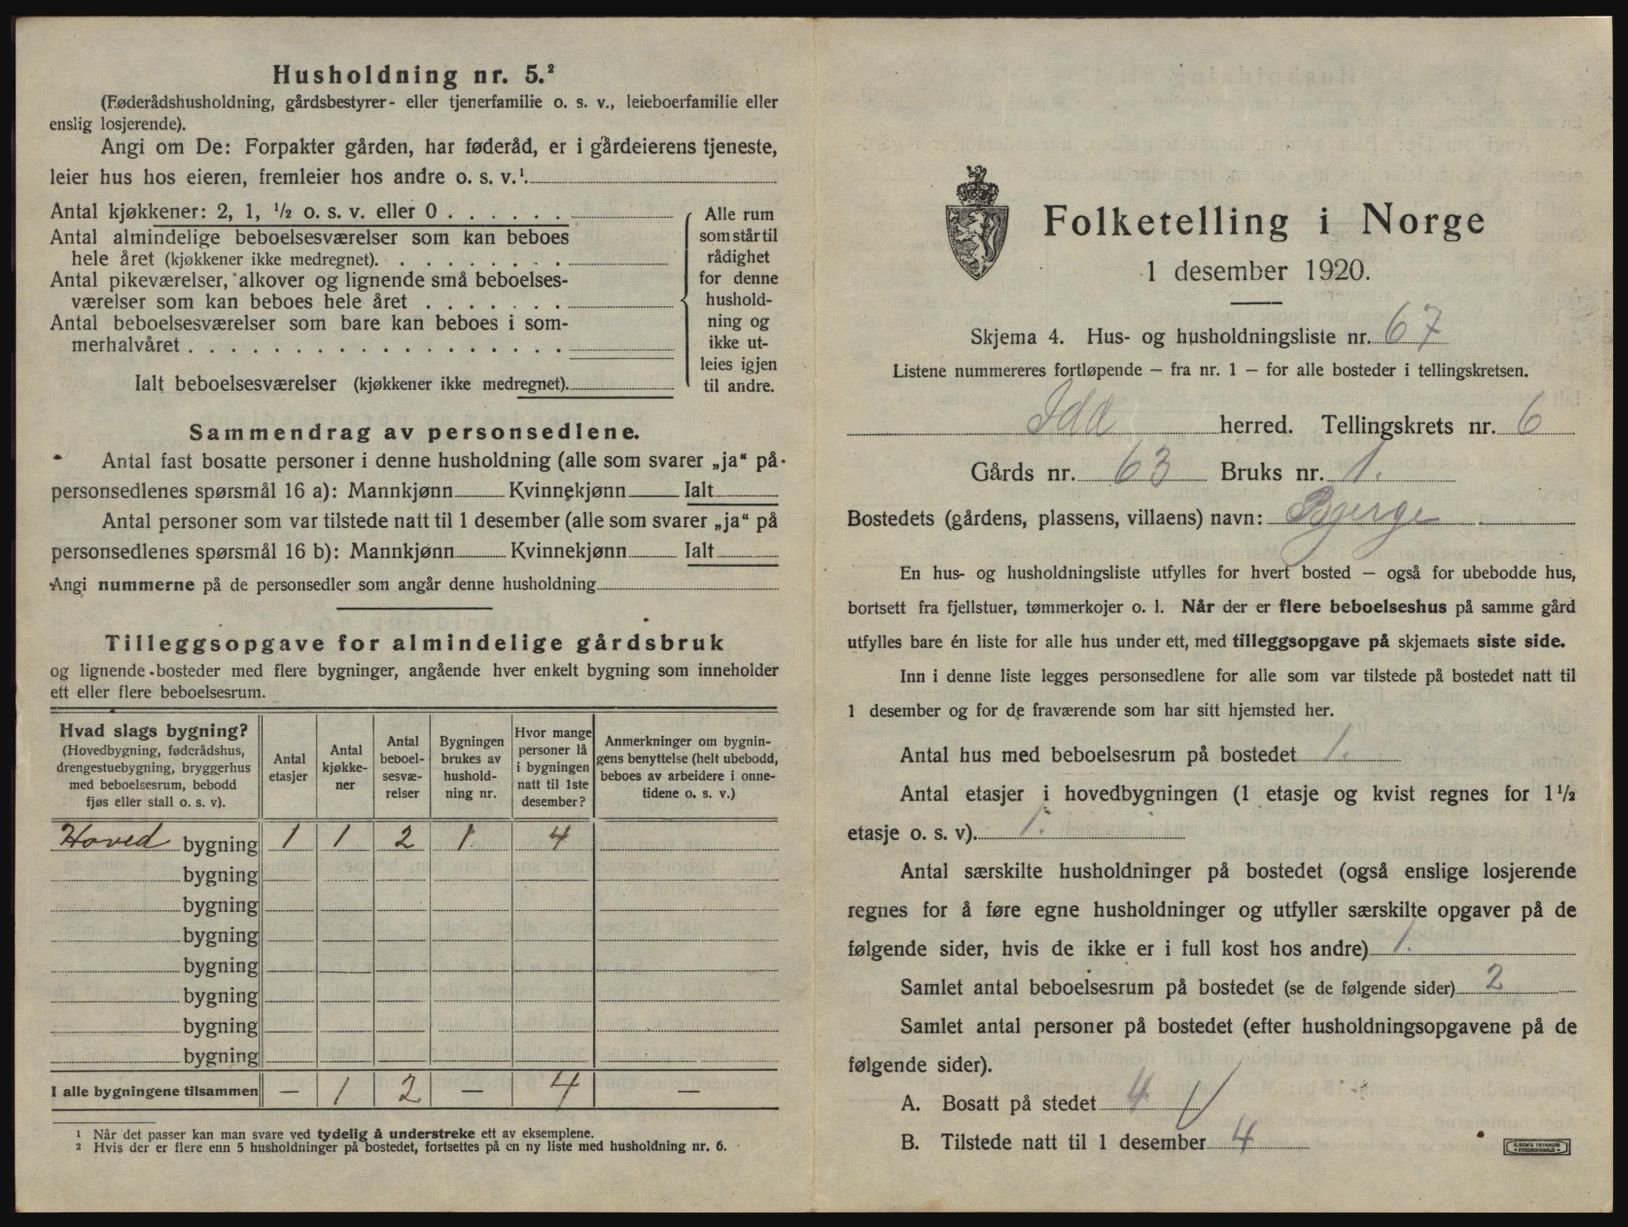 Husholdning nr. 5.²
(Føderådshusholdning, gårdsbestyrer- eller tjenerfamilie o. s. v., leieboerfamilie eller
enslig losjerende).
Angi om De: Forpakter gården, har føderåd, er i gårdeierens tjeneste,
leier hus hos eieren, fremleier hos andre o. s. v.¹.
Antal kjøkkener: 2, 1, ½ o. s. v. eller 0 . . . . . .
Antal almindelige beboelsesværelser som kan beboes
hele året (kjøkkener ikke medregnet). . . . . . . . .
Antal pikeværelser, alkover og lignende små beboelses-
værelser som kan beboes hele året . . . . . . .
Antal beboelsesværelser som bare kan beboes i som-
merhalvåret . . . . . . . . . . . . . . . . . .
Ialt beboelsesværelser (kjøkkener ikke medregnet).
Alle rum
som står til
rådighet
for denne
hushold-
ning og
ikke ut-
leies igjen
til andre.
Sammendrag av personsedlene.
Antal fast bosatte personer i denne husholdning (alle som svarer „ja“ på
personsedlenes spørsmål 16 a): Mannkjønn Kvinnekjønn Ialt
Antal personer som var tilstede natt til 1 desember (alle som svarer „ja“ på
personsedlenes spørsmål 16 b): Mannkjønn Kvinnekjønn Ialt
Angi nummerne på de personsedler som angår denne husholdning
Tilleggsopgave for almindelige gårdsbruk
og lignende bosteder med flere bygninger, angående hver enkelt bygning som inneholder
ett eller flere beboelsesrum.
Hvad slags bygning?
(Hovedbygning, føderådshus,
drengestuebygning, bryggerhus
med beboelsesrum, bebodd
fjøs eller stall o. s. v).
Antal
etasjer
Antal
kjøkke-
ner
Antal
beboel-
sesvæ-
relser
Bygningen
brukes av
hushold-
ning nr.
Hvor mange
personer lå
i bygningen
natt til 1ste
desember?
Anmerkninger om bygnin-
gens benyttelse (helt ubebodd,
beboes av arbeidere i onne-
tidene o. s. v.)
Hoved bygning 1 1 2 1. 4
bygning
bygning
bygning
bygning
bygning
bygning
bygning
I alle bygningene tilsammen — 1 2 — 4 —
¹ Når det passer kan man svare ved tydelig å understreke ett av eksemplene.
² Hvis der er flere enn 5 husholdninger på bostedet, fortsettes på en ny liste med husholdning nr. 6.
Folketelling i Norge
1 desember 1920.
Skjema 4. Hus- og husholdningsliste nr. 67
Listene nummereres fortløpende — fra nr. 1 — for alle bosteder i tellingskretsen.
Idd herred. Tellingskrets nr. 6
Gårds nr. 63 Bruks nr. 1.
Bostedets (gårdens, plassens, villaens) navn: Bjerge
En hus- og husholdningsliste utfylles for hvert bosted — også for ubebodde hus,
bortsett fra fjellstuer, tømmerkojer o. l. Når der er flere beboelseshus på samme gård
utfylles bare én liste for alle hus under ett, med tilleggsopgave på skjemaets siste side.
Inn i denne liste legges personsedlene for alle som var tilstede på bostedet natt til
1 desember og for de fraværende som har sitt hjemsted her.
Antal hus med beboelsesrum på bostedet 1.
Antal etasjer i hovedbygningen (1 etasje og kvist regnes for 1½
etasje o. s. v). 1.
Antal særskilte husholdninger på bostedet (også enslige losjerende
regnes for å føre egne husholdninger og utfyller særskilte opgaver på de
følgende sider, hvis de ikke er i full kost hos andre) 1.
Samlet antal beboelsesrum på bostedet (se de følgende sider) 2
Samlet antal personer på bostedet (efter husholdningsopgavene på de
følgende sider).
A. Bosatt på stedet 4
B. Tilstede natt til 1 desember 4